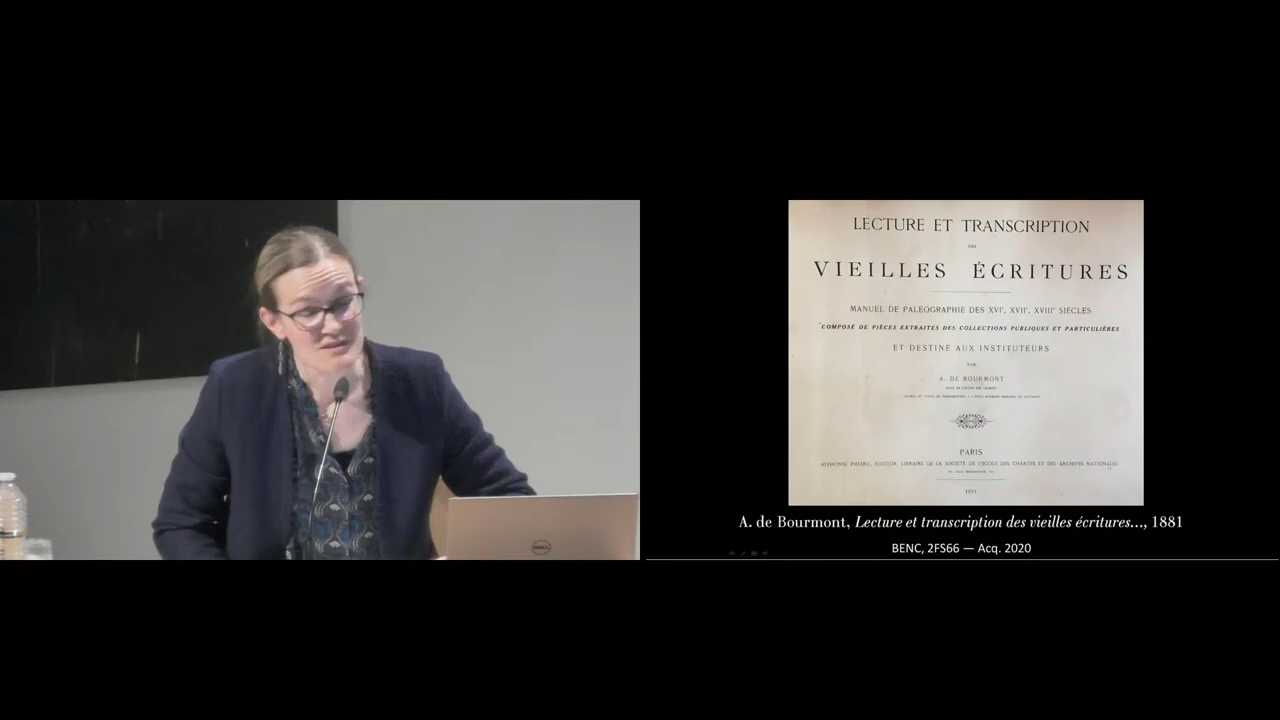 LECTURE ET TRANSCRIPTION
DES
VIEILLES ÉCRITURES
MANUEL DE PALÉOGRAPHIE DES XVIe, XVIIe, XVIIIe SIÈCLES
COMPOSÉ DE PIÈCES EXTRAITES DES COLLECTIONS PUBLIQUES ET PARTICULIÈRES
ET DESTINÉ AUX INSTITUTEURS
PAR
A. DE BOURMONT
PARIS
ALPHONSE PICARD, ÉDITEUR, LIBRAIRE DE LA SOCIÉTÉ DE L'ÉCOLE DES CHARTES ET DES ARCHIVES NATIONALES
1881
A. de Bourmont, Lecture et transcription des vieilles écritures..., 1881
BENC, 2FS66 — Acq. 2020
DELL